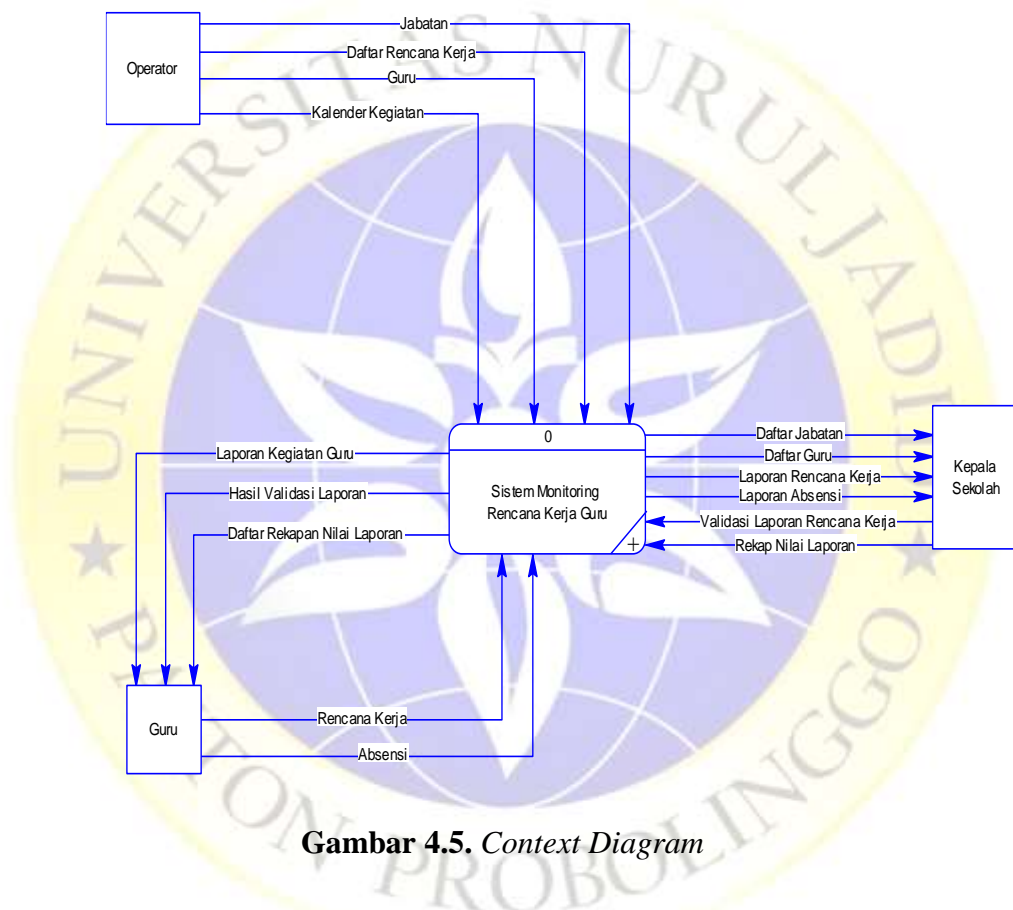 UNIVERSITAS NURUL JADID
PAITON PROBOLINGGO
Operator
Jabatan
Daftar Rencana Kerja
Guru
Kalender Kegiatan
0
Sistem Monitoring
Rencana Kerja Guru
+
Laporan Kegiatan Guru
Hasil Validasi Laporan
Daftar Rekapan Nilai Laporan
Daftar Jabatan
Daftar Guru
Laporan Rencana Kerja
Laporan Absensi
Validasi Laporan Rencana Kerja
Rekap Nilai Laporan
Kepala
Sekolah
Guru
Rencana Kerja
Absensi
Gambar 4.5. Context Diagram